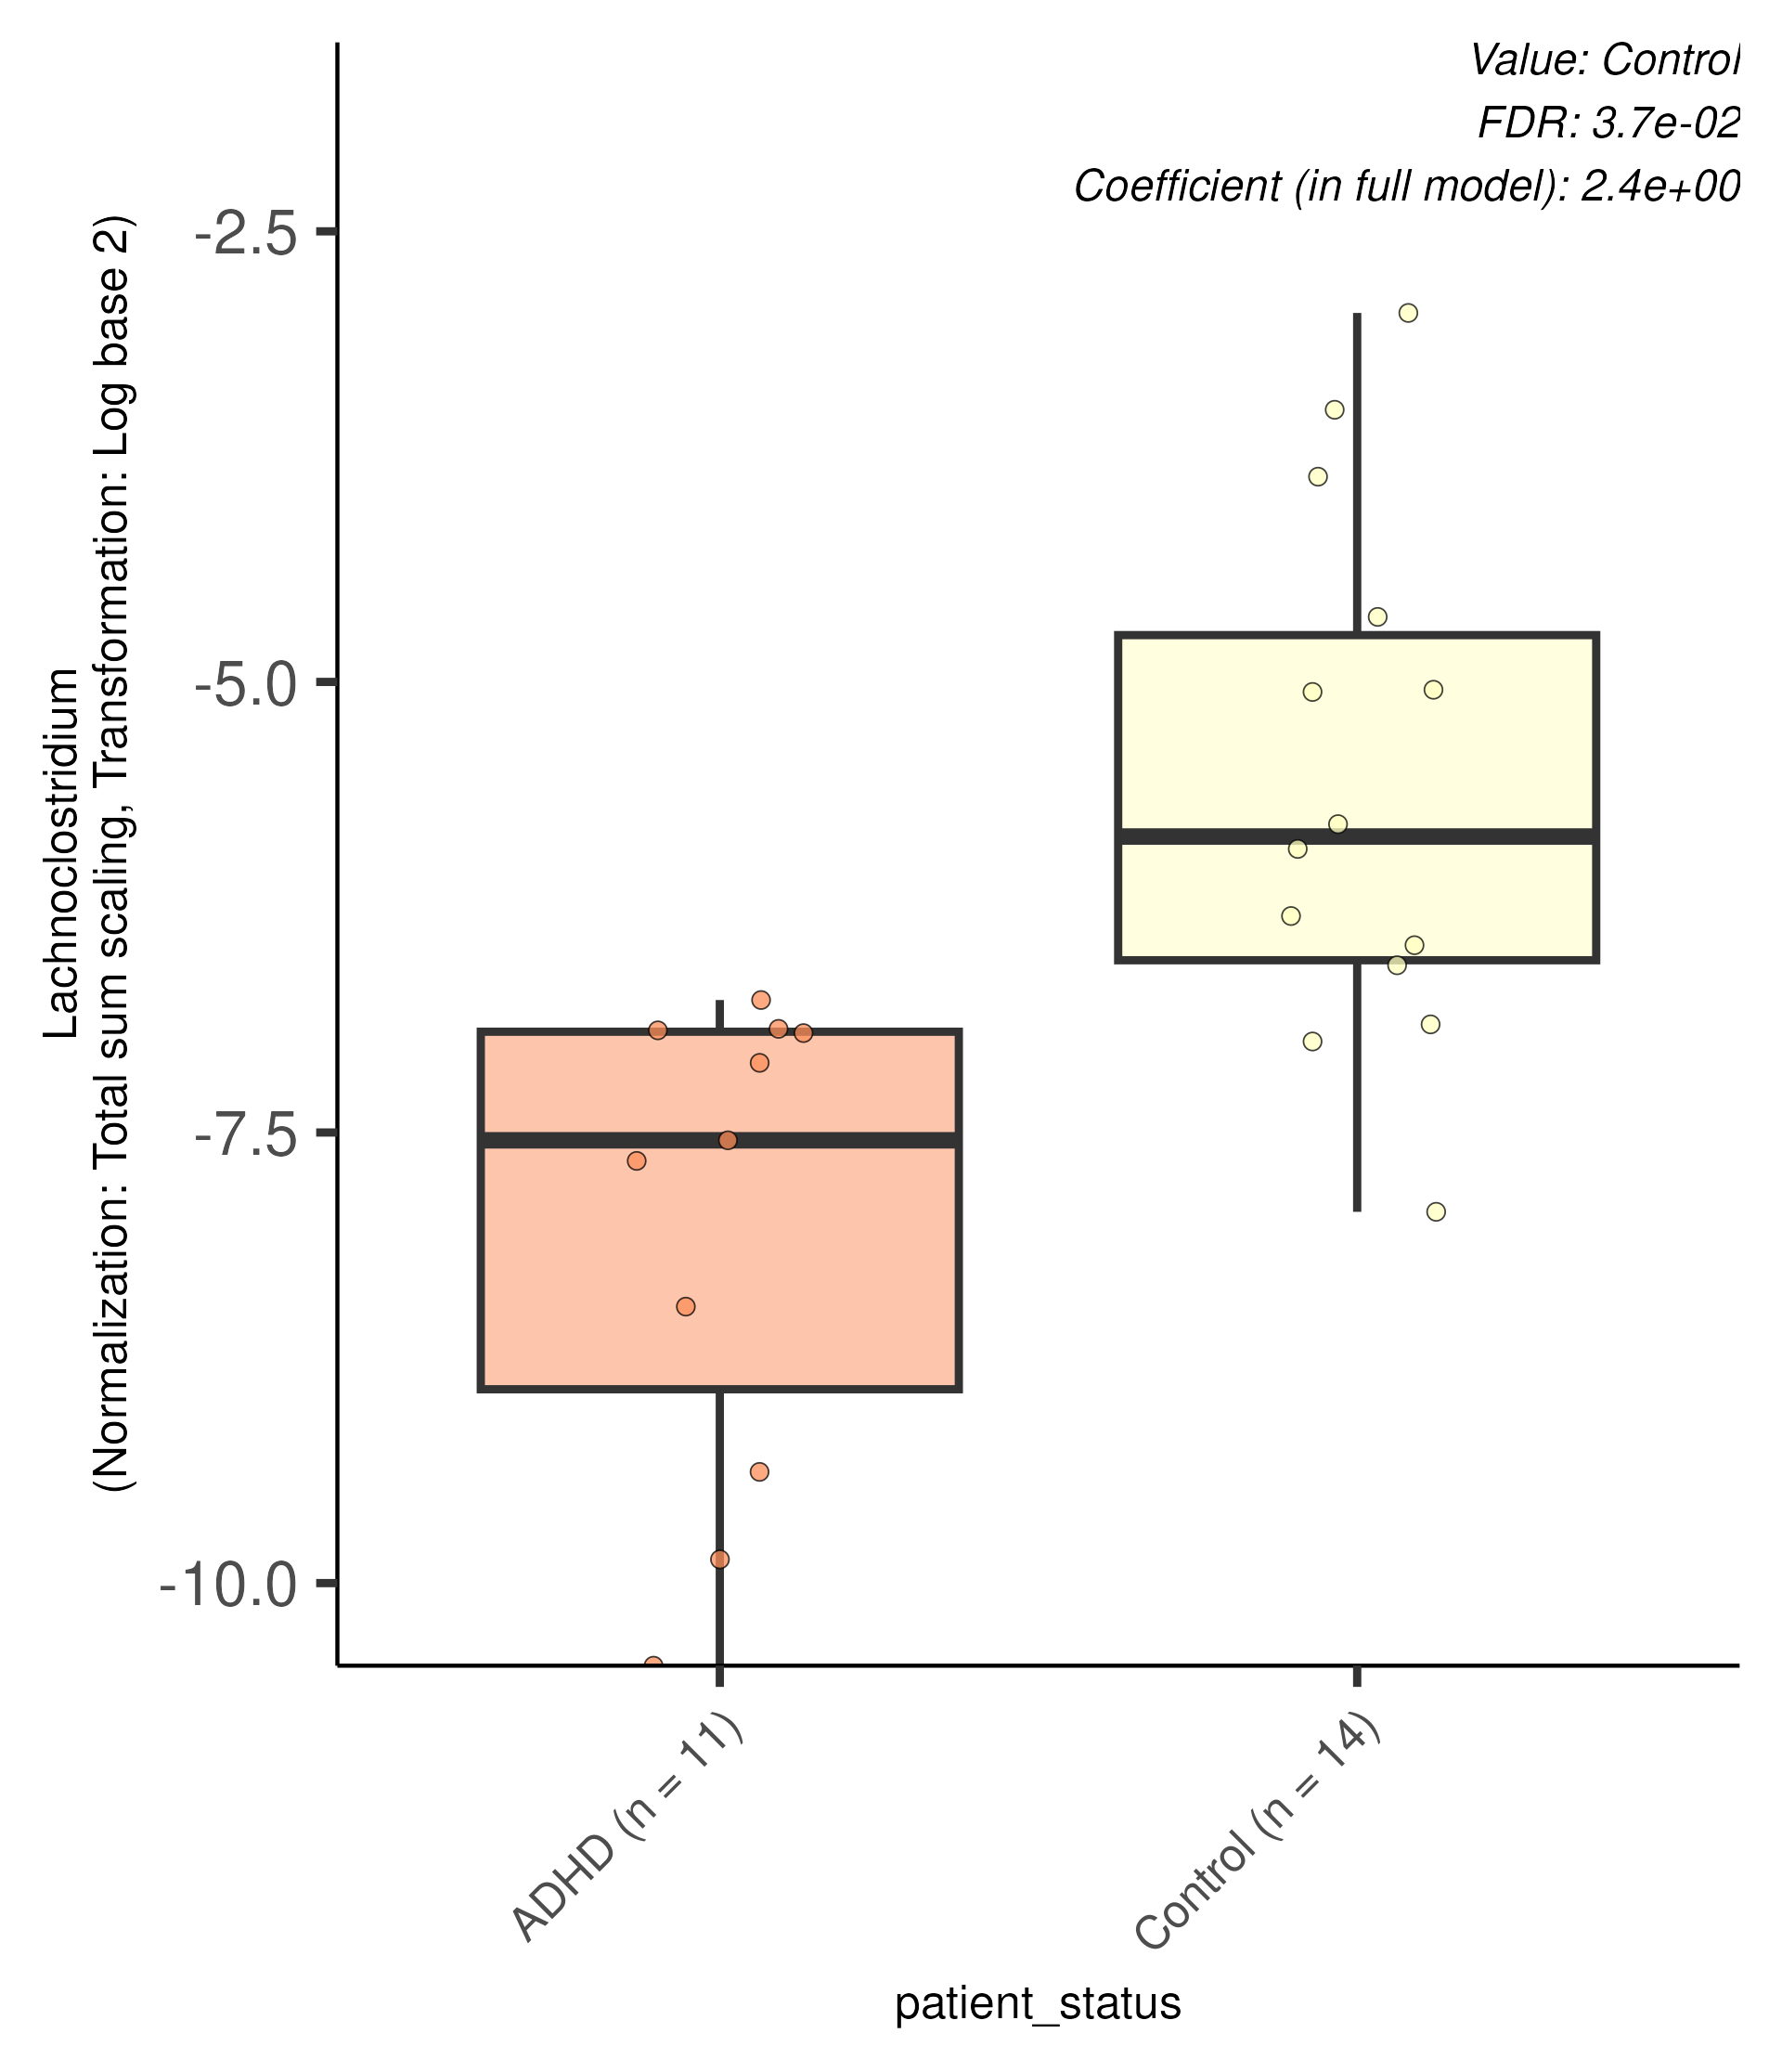 Value: Control
FDR: 3.7e-02
Coefficient (in full model): 2.4e+00
Lachnoclostridium
(Normalization: Total sum scaling, Transformation: Log base 2)
-2.5
-5.0
-7.5
-10.0
ADHD (n = 11)
Control (n = 14)
patient_status